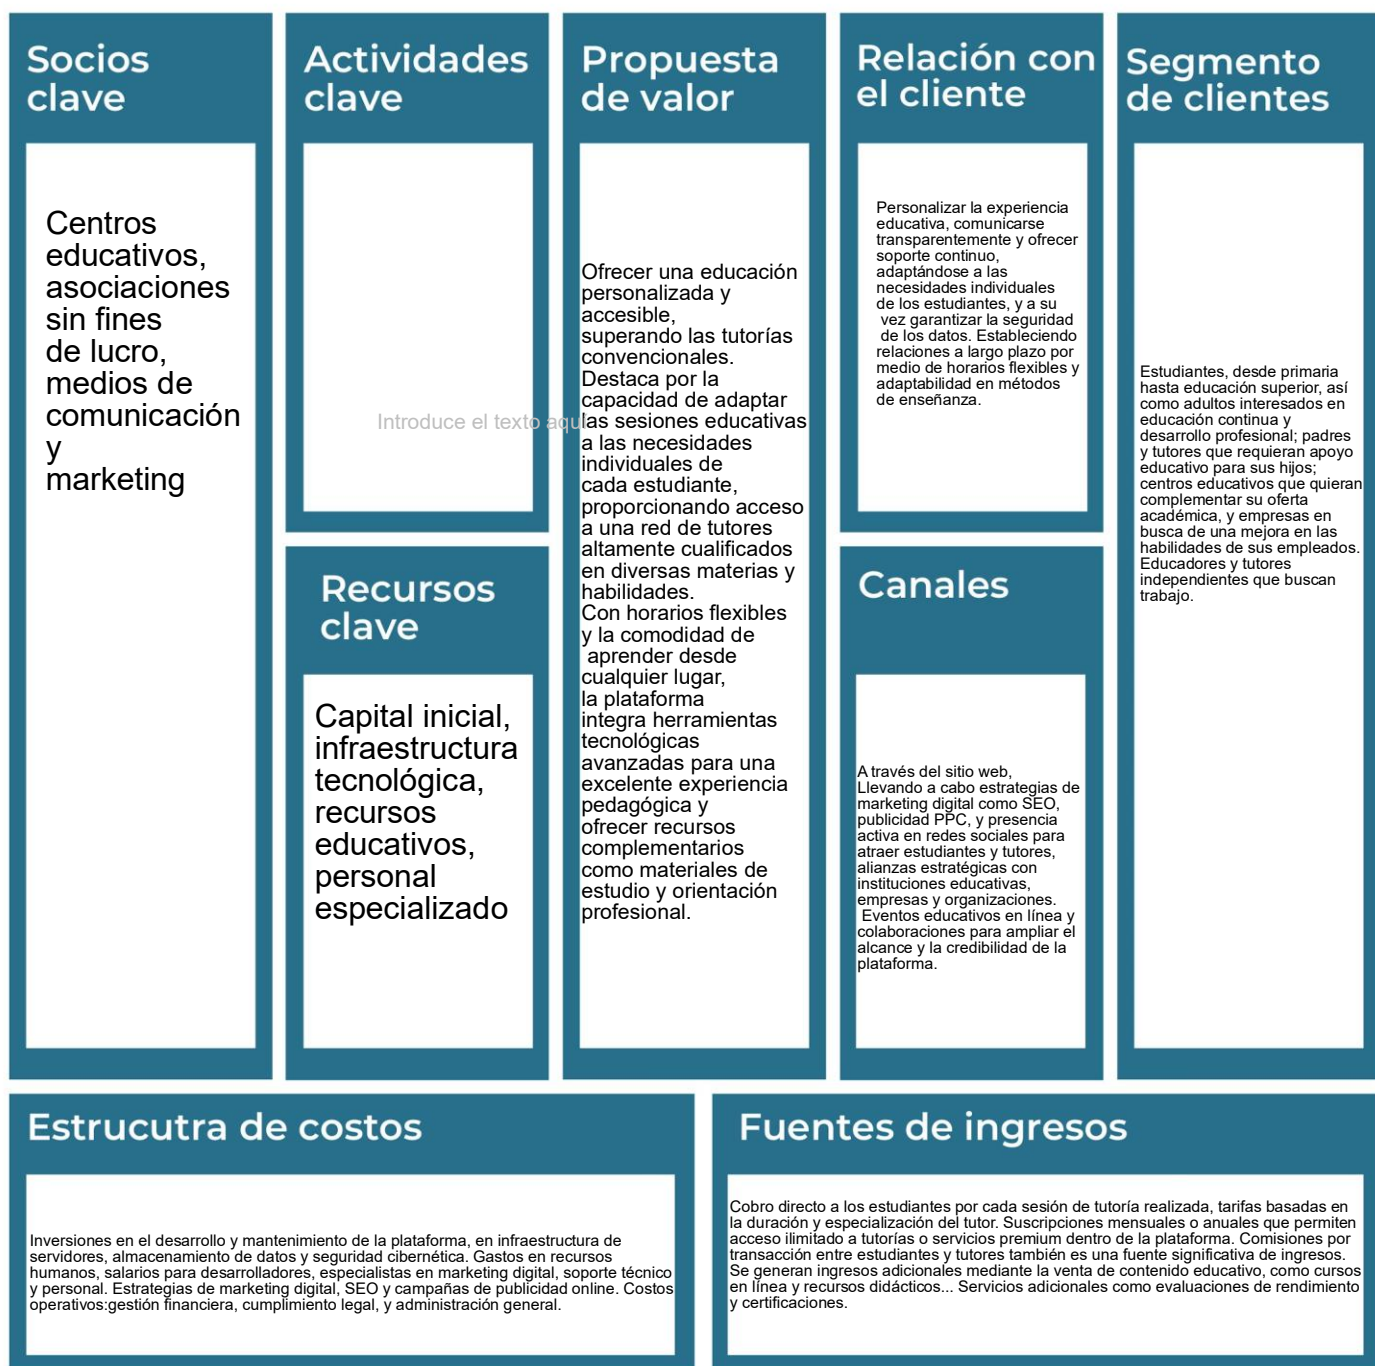 Socios
clave
Centros
educativos,
asociaciones
sin fines
de lucro,
medios de
comunicación
y
marketing
Actividades
clave
Introduce el texto aquí
Recursos
clave
Capital inicial,
infraestructura
tecnológica,
recursos
educativos,
personal
especializado
Propuesta
de valor
Ofrecer una educación
personalizada y
accesible,
superando las tutorías
convencionales.
Destaca por la
capacidad de adaptar
las sesiones educativas
a las necesidades
individuales de
cada estudiante,
proporcionando acceso
a una red de tutores
altamente cualificados
en diversas materias y
habilidades.
Con horarios flexibles
y la comodidad de
aprender desde
cualquier lugar,
la plataforma
integra herramientas
tecnológicas
avanzadas para una
excelente experiencia
pedagógica y
ofrecer recursos
complementarios
como materiales de
estudio y orientación
profesional.
Relación con
el cliente
Personalizar la experiencia
educativa, comunicarse
transparentemente y ofrecer
soporte continuo,
adaptándose a las
necesidades individuales
de los estudiantes, y a su
vez garantizar la seguridad
de los datos. Estableciendo
relaciones a largo plazo por
medio de horarios flexibles y
adaptabilidad en métodos
de enseñanza.
Canales
A través del sitio web,
Llevando a cabo estrategias de
marketing digital como SEO,
publicidad PPC, y presencia
activa en redes sociales para
atraer estudiantes y tutores,
alianzas estratégicas con
instituciones educativas,
empresas y organizaciones.
Eventos educativos en línea y
colaboraciones para ampliar el
alcance y la credibilidad de la
plataforma.
Segmento
de clientes
Estudiantes, desde primaria
hasta educación superior, así
como adultos interesados en
educación continua y
desarrollo profesional; padres
y tutores que requieran apoyo
educativo para sus hijos;
centros educativos que quieran
complementar su oferta
académica, y empresas en
busca de una mejora en las
habilidades de sus empleados.
Educadores y tutores
independientes que buscan
trabajo.
Estrucutra de costos
Inversiones en el desarrollo y mantenimiento de la plataforma, en infraestructura de
servidores, almacenamiento de datos y seguridad cibernética. Gastos en recursos
humanos, salarios para desarrolladores, especialistas en marketing digital, soporte técnico
y personal. Estrategias de marketing digital, SEO y campañas de publicidad online. Costos
operativos:gestión financiera, cumplimiento legal, y administración general.
Fuentes de ingresos
Cobro directo a los estudiantes por cada sesión de tutoría realizada, tarifas basadas en
la duración y especialización del tutor. Suscripciones mensuales o anuales que permiten
acceso ilimitado a tutorías o servicios premium dentro de la plataforma. Comisiones por
transacción entre estudiantes y tutores también es una fuente significativa de ingresos.
Se generan ingresos adicionales mediante la venta de contenido educativo, como cursos
en línea y recursos didácticos... Servicios adicionales como evaluaciones de rendimiento
y certificaciones.